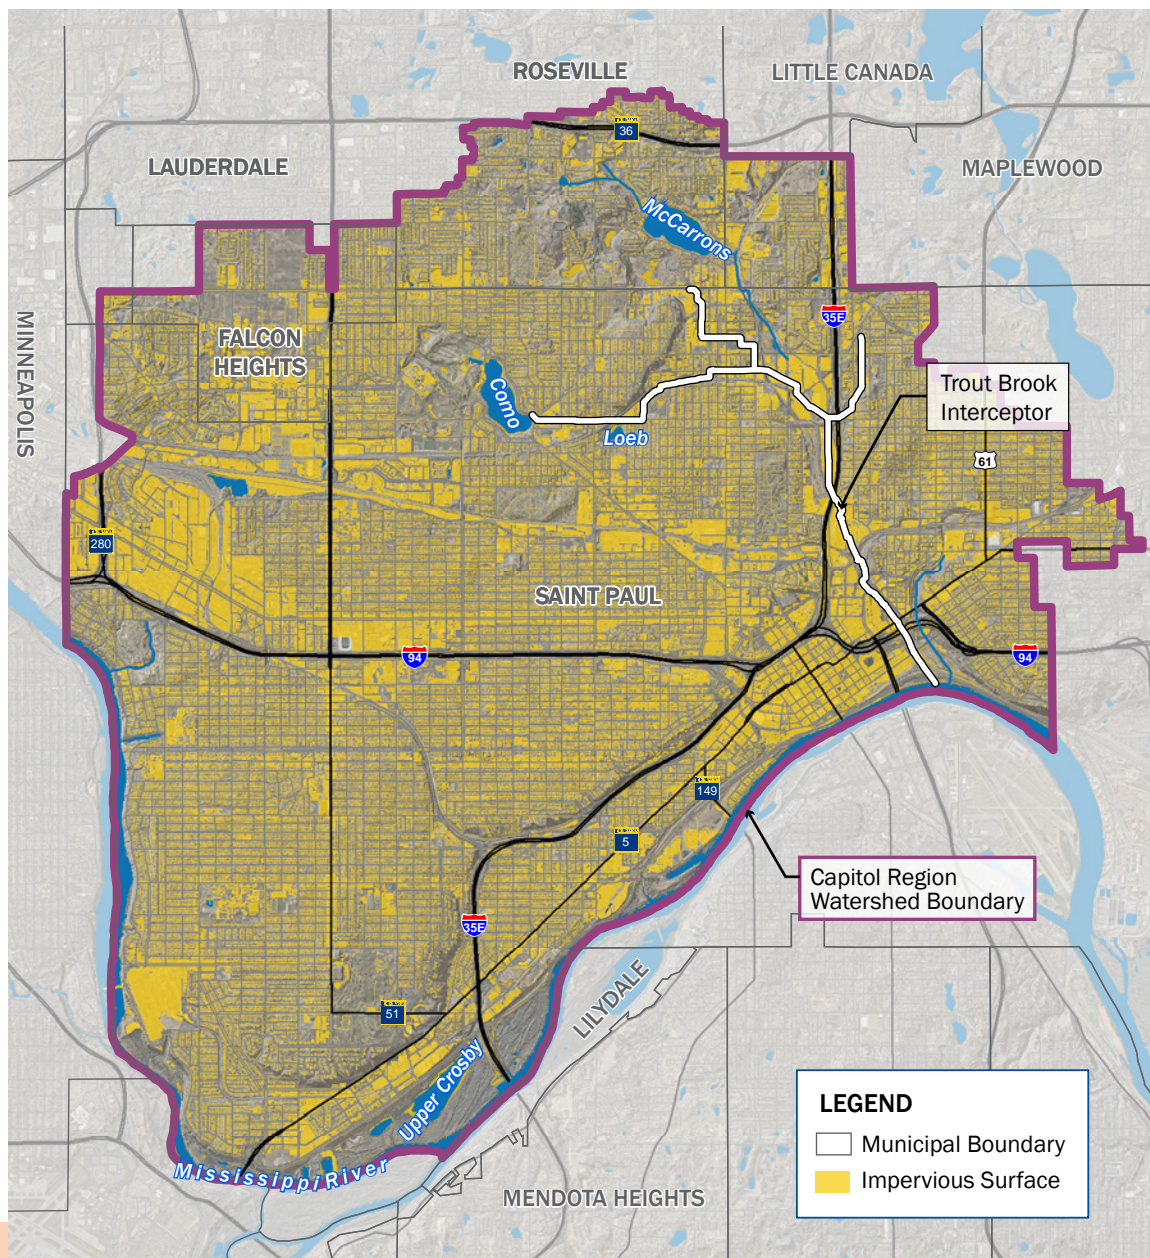 ROSEVILLE
LITTLE CANADA
36
LAUDERDALE
MAPLEWOOD
McCarrons
MINNEAPOLIS
35E
FALCON
HEIGHTS
Trout Brook
Interceptor
Como
Loeb
61
280
SAINT PAUL
94
94
149
5
Capitol Region
Watershed Boundary
35E
LILYDALE
51
Upper Crosby
Mississippi River
MENDOTA HEIGHTS
LEGEND
Municipal Boundary
Impervious Surface